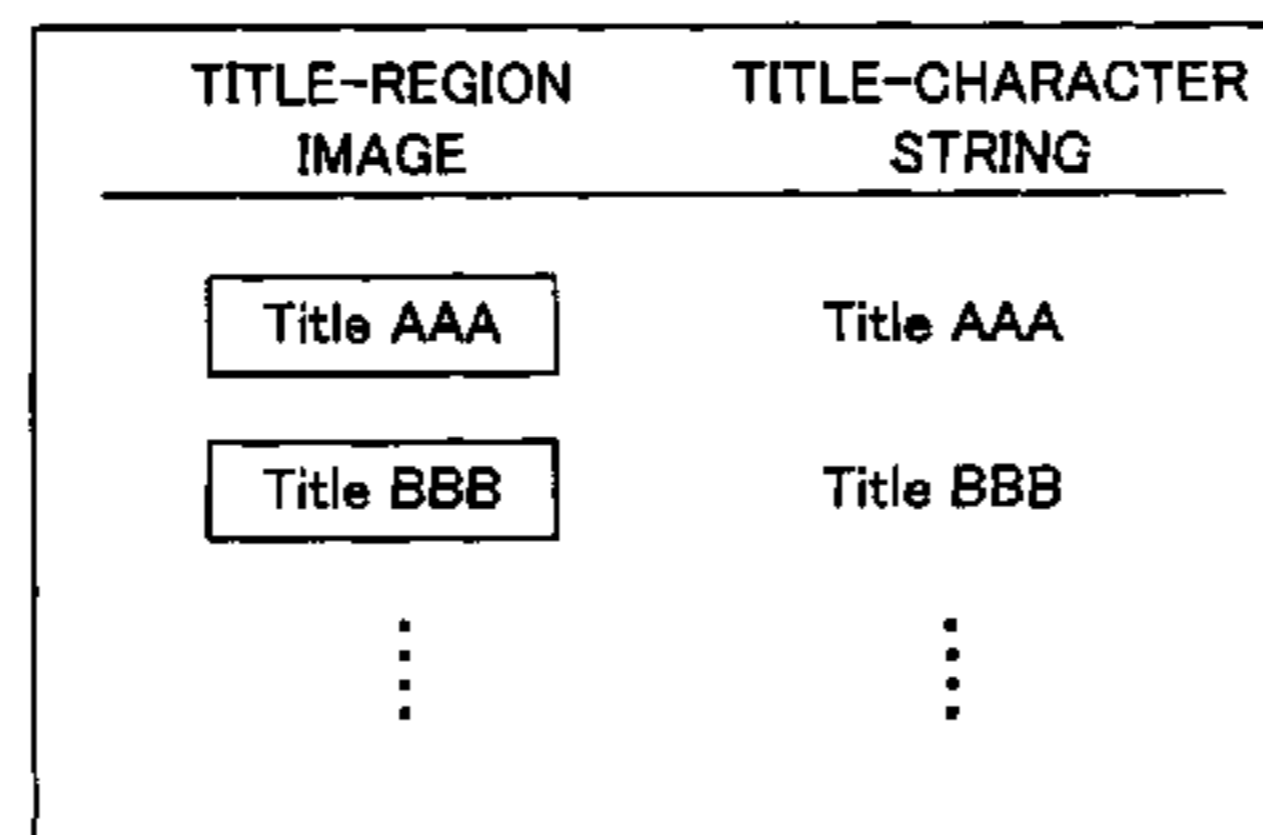 TITLE-REGION IMAGE
TITLE-CHARACTER STRING
Title AAA
Title AAA
Title BBB
Title BBB